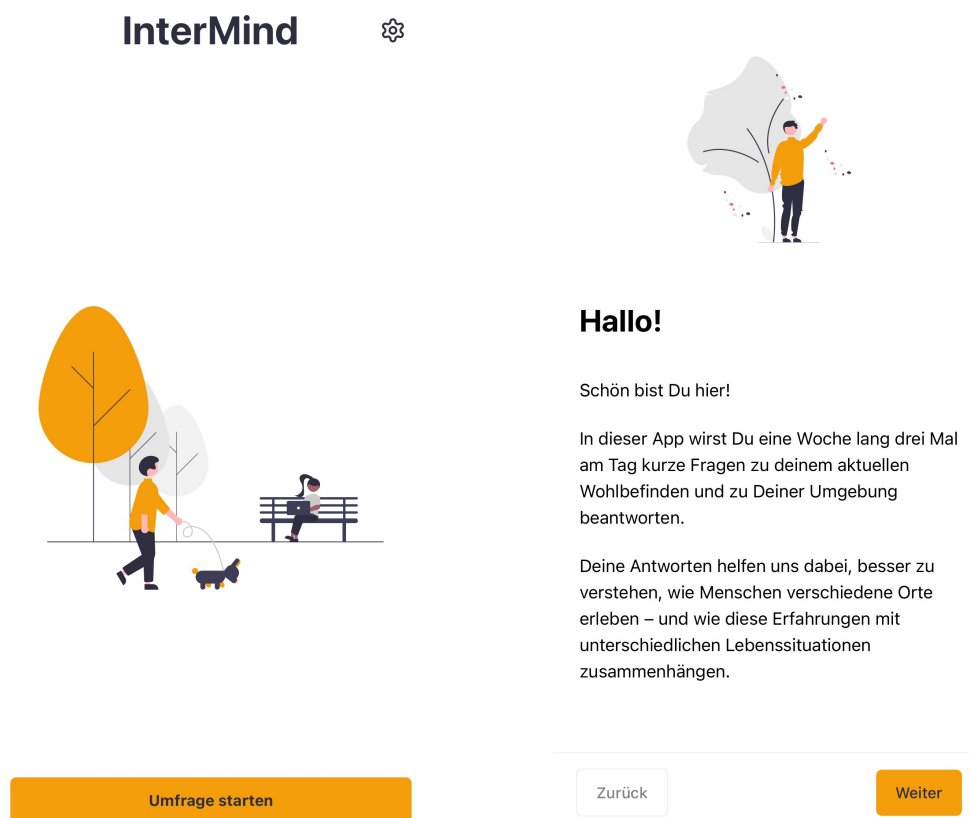 InterMind
Umfrage starten
Hallo!
Schön bist Du hier!
In dieser App wirst Du eine Woche lang drei Mal
am Tag kurze Fragen zu deinem aktuellen
Wohlbefinden und zu Deiner Umgebung
beantworten.
Deine Antworten helfen uns dabei, besser zu
verstehen, wie Menschen verschiedene Orte
erleben – und wie diese Erfahrungen mit
unterschiedlichen Lebenssituationen
zusammenhängen.
Zurück
Weiter